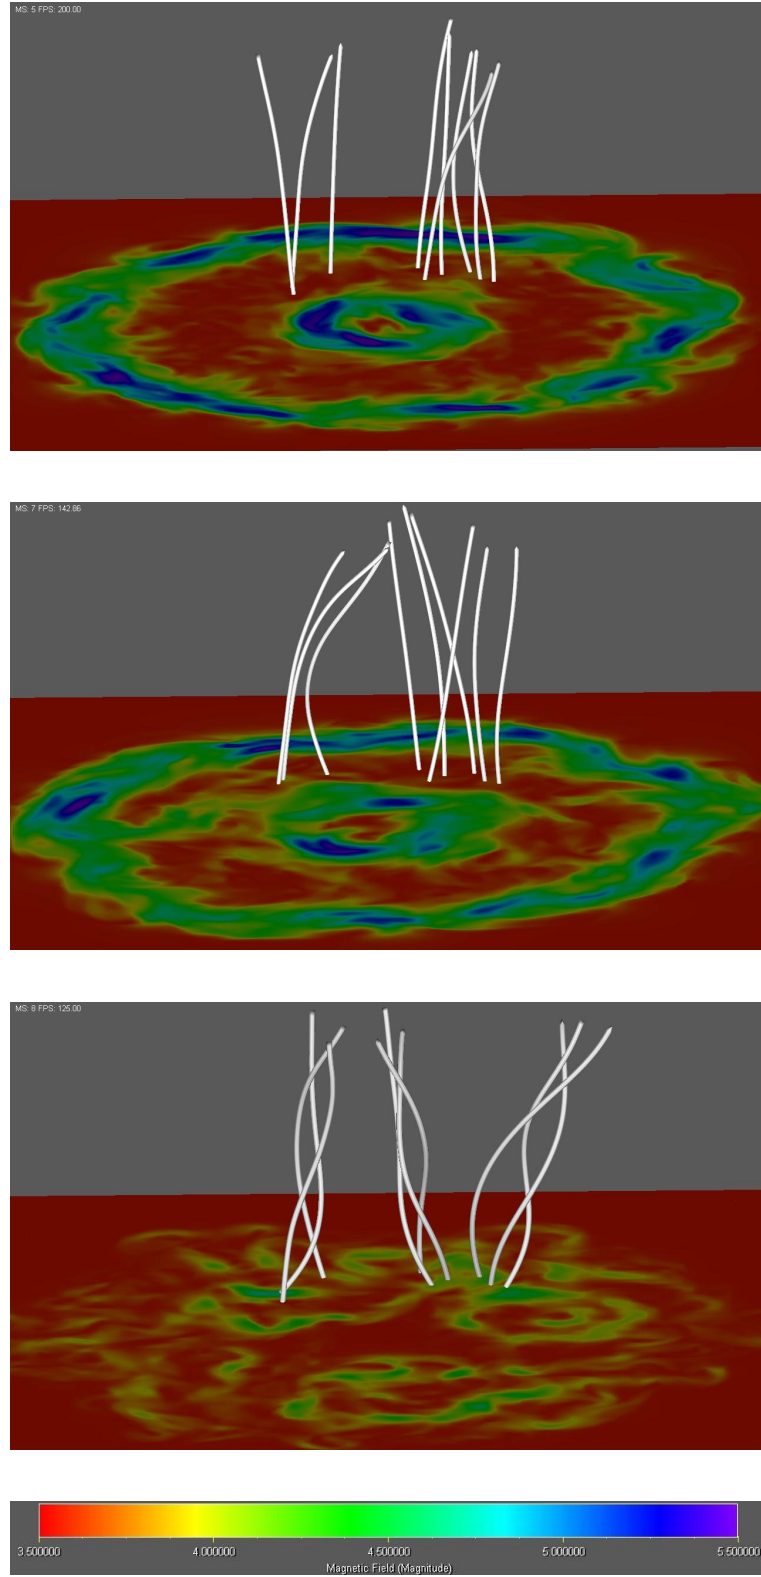 MS: 5 FPS: 200.00
MS: 7 FPS: 142.86
MS: 8 FPS: 125.00
3.500000 4.000000 4.500000 5.000000 5.500000
Magnetic Field (Magnitude)